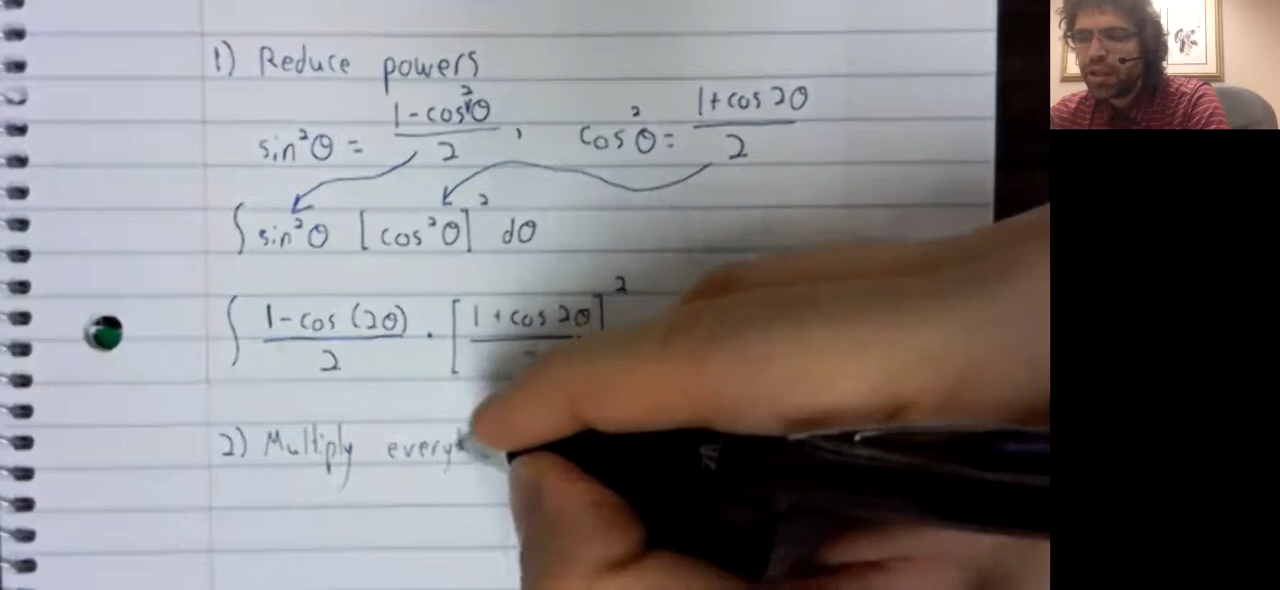 1) Reduce powers
sin²θ = (1 - cos2θ)/2 , cos²θ = (1 + cos 2θ)/2
∫ sin²θ [cos²θ]² dθ
∫ (1 - cos (2θ))/2 · [(1 + cos 2θ)/2]²
2) Multiply every